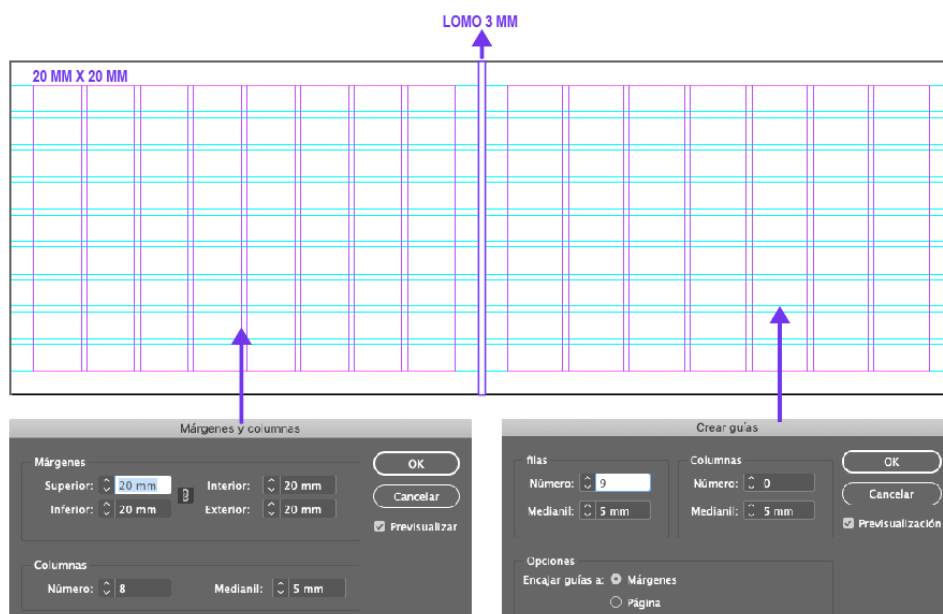 LOMO 3 MM
20 MM X 20 MM
Márgenes y columnas
Márgenes
Superior: 20 mm
Inferior: 20 mm
Interior: 20 mm
Exterior: 20 mm
OK
Cancelar
Previsualizar
Columnas
Número: 8
Medianil: 5 mm
Crear guías
filas
Número: 9
Medianil: 5 mm
Columnas
Número: 0
Medianil: 5 mm
OK
Cancelar
Previsualización
Opciones
Encajar guías a: Márgenes
Página